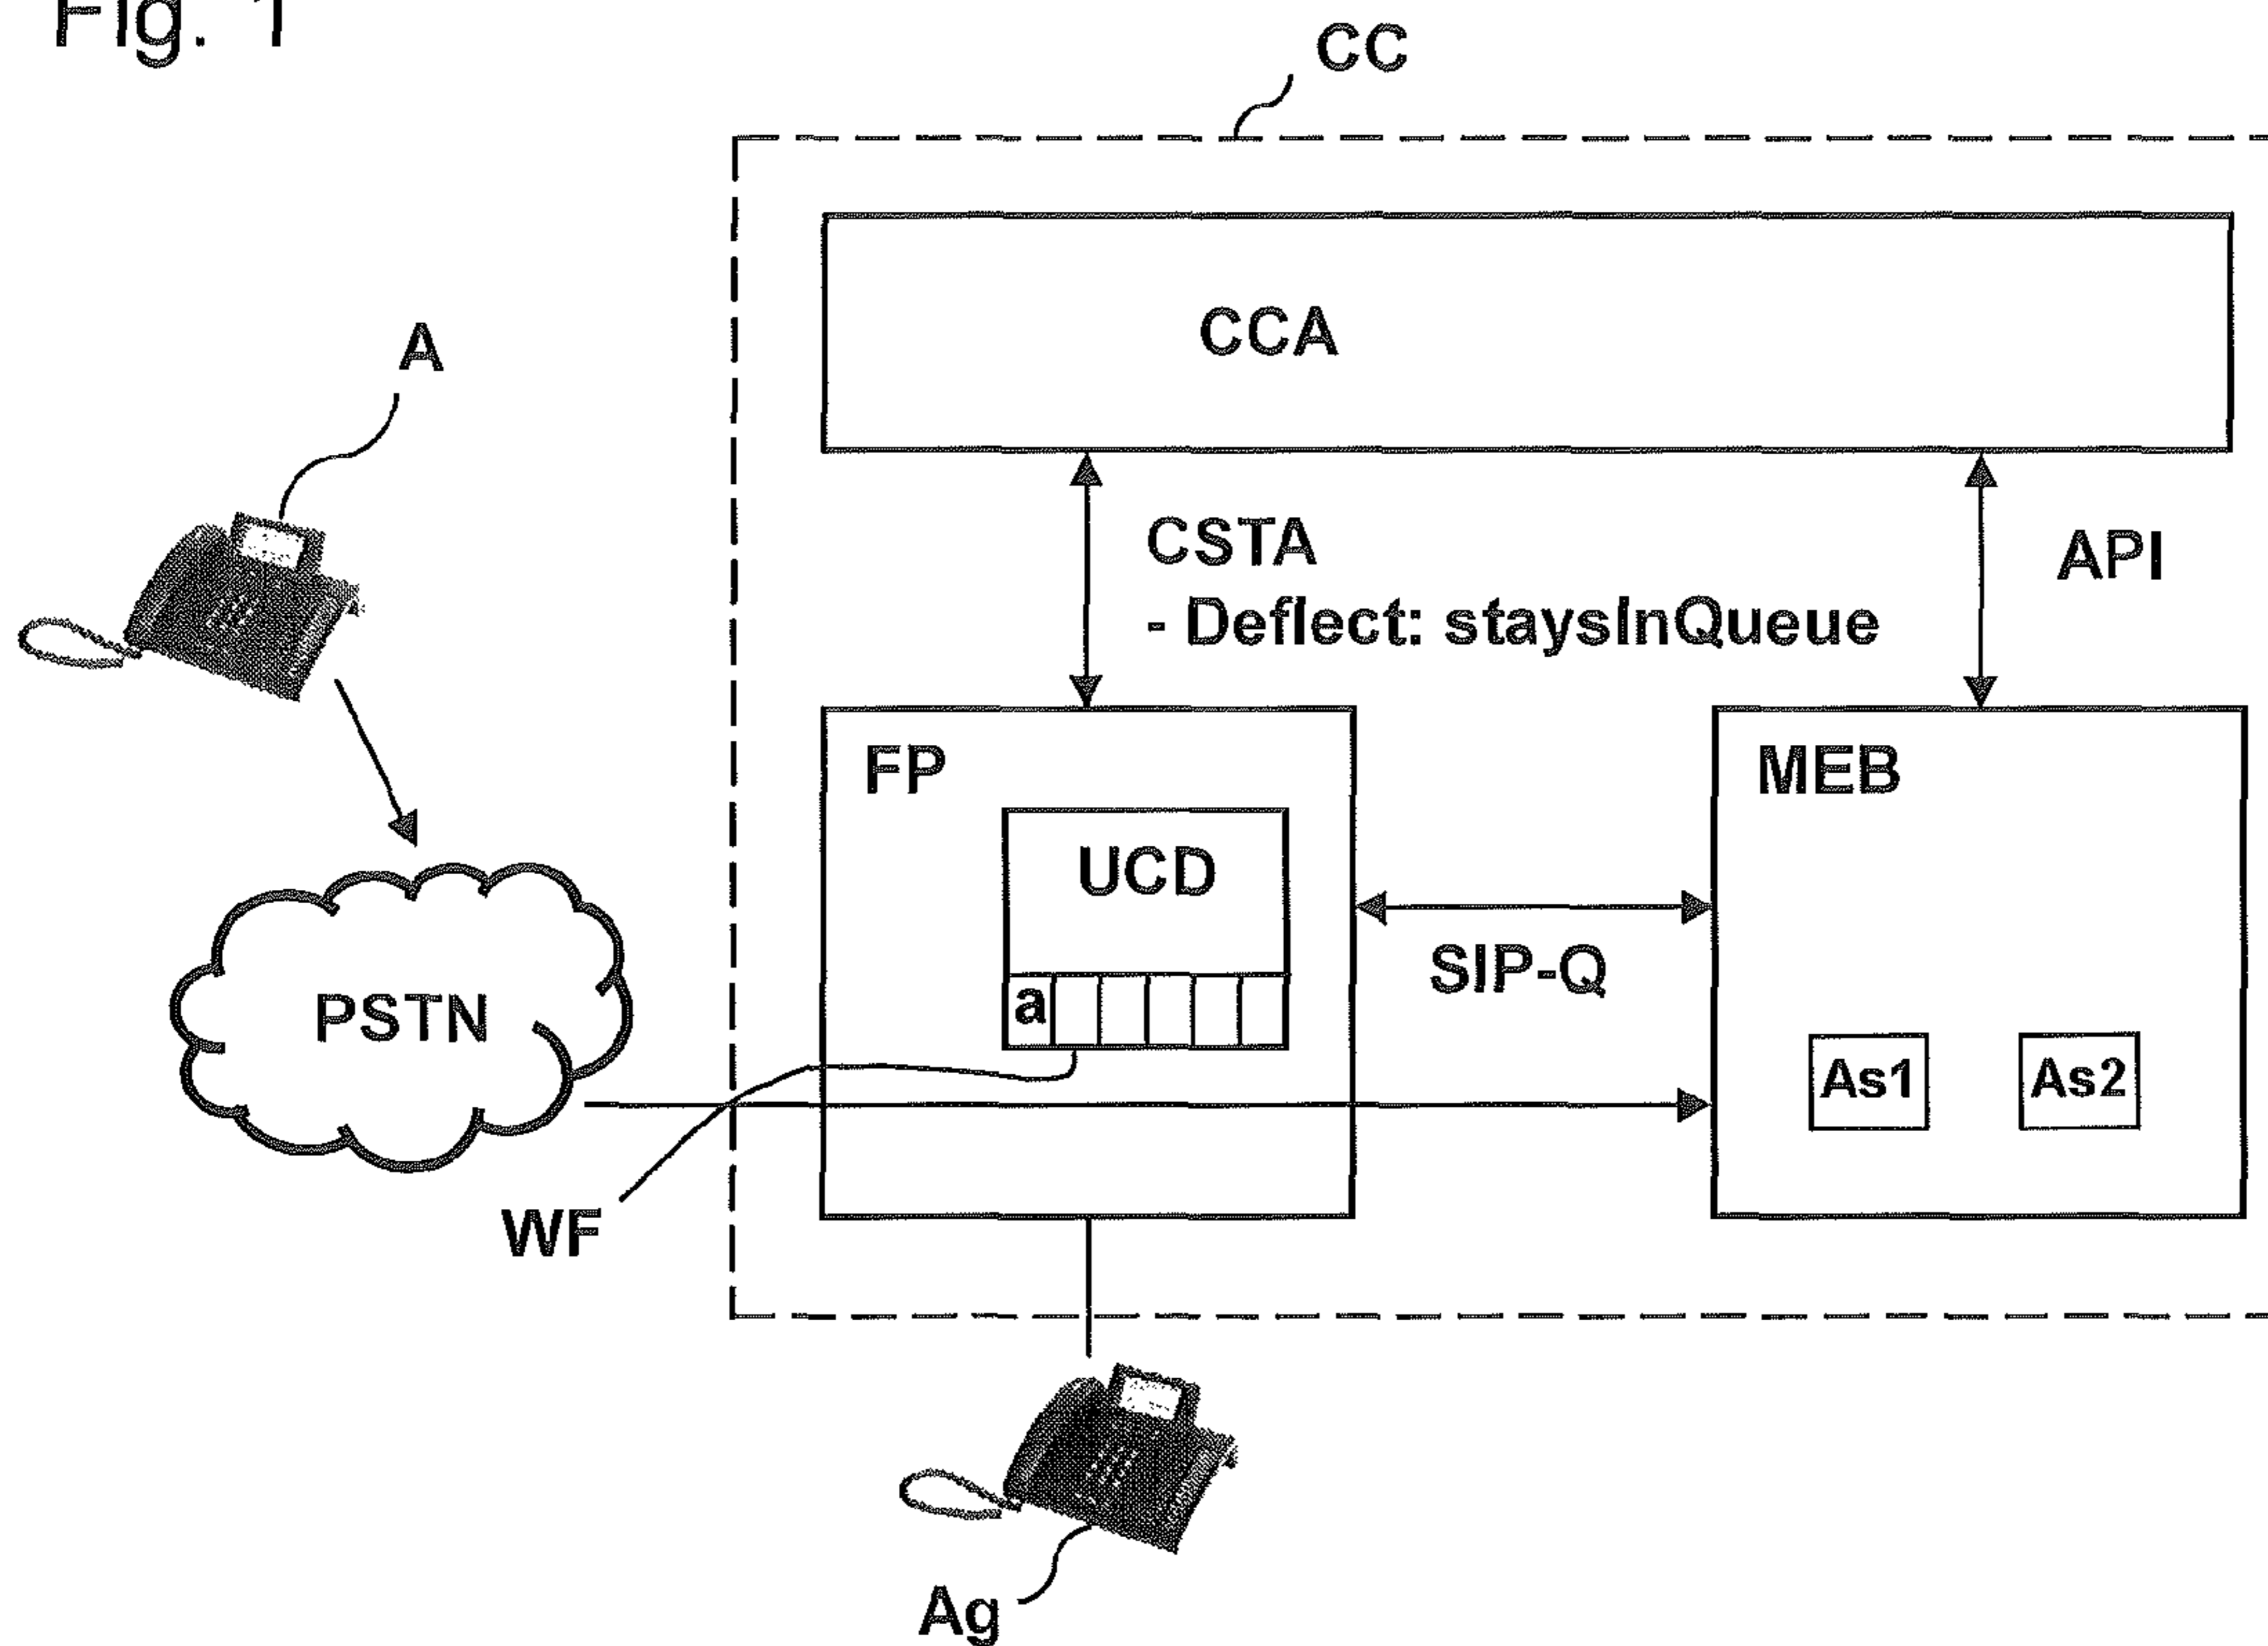 Fig. 1
CC
CCA
A
CSTA
- Deflect: staysInQueue
API
FP
MEB
UCD
a
SIP-Q
PSTN
As1
As2
WF
Ag